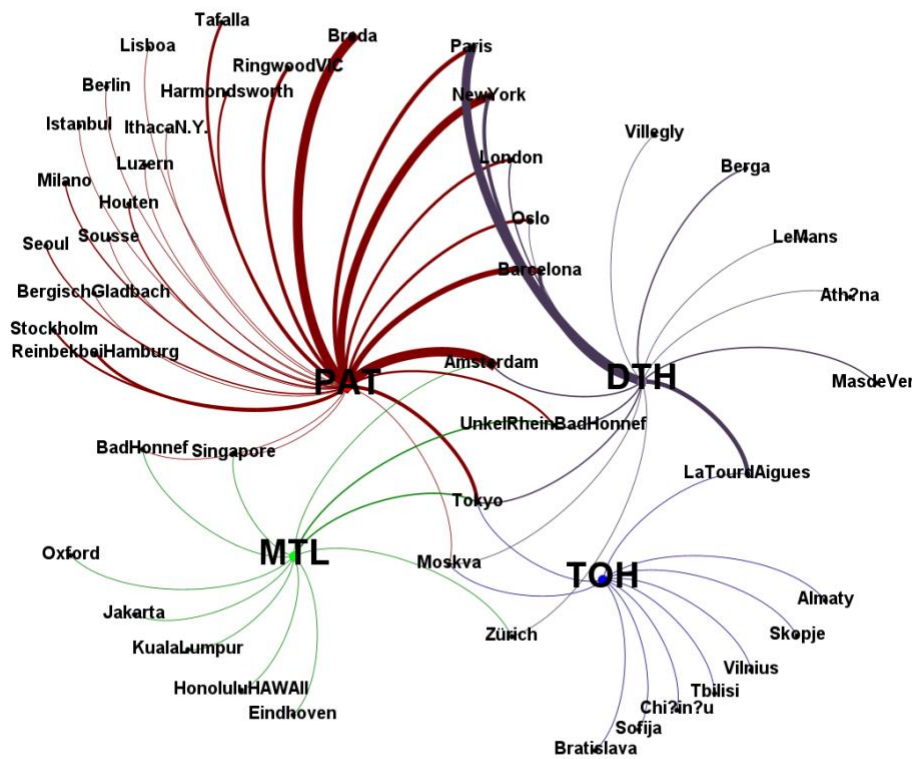 Tafalla
Breda
Lisboa
Paris
RingwoodVIC
Berlin
Harmondsworth
NewYork
Istanbul
IthacaN.Y.
Villegly
Luzern
London
Berga
Milano
Houten
Oslo
Seoul
Sousse
LeMans
Barcelona
BergischGladbach
Ath?na
Stockholm
ReinbekbeiHamburg
Amsterdam
PAT
DTH
MasdeVer
UnkelRheinBadHonnef
BadHonnef
Singapore
LaTourdAigues
Tokyo
Oxford
MTL
Moskva
TOH
Almaty
Jakarta
Zürich
Skopje
KualaLumpur
Vilnius
HonoluluHAWAII
Tbilisi
Eindhoven
Chi?in?u
Sofija
Bratislava